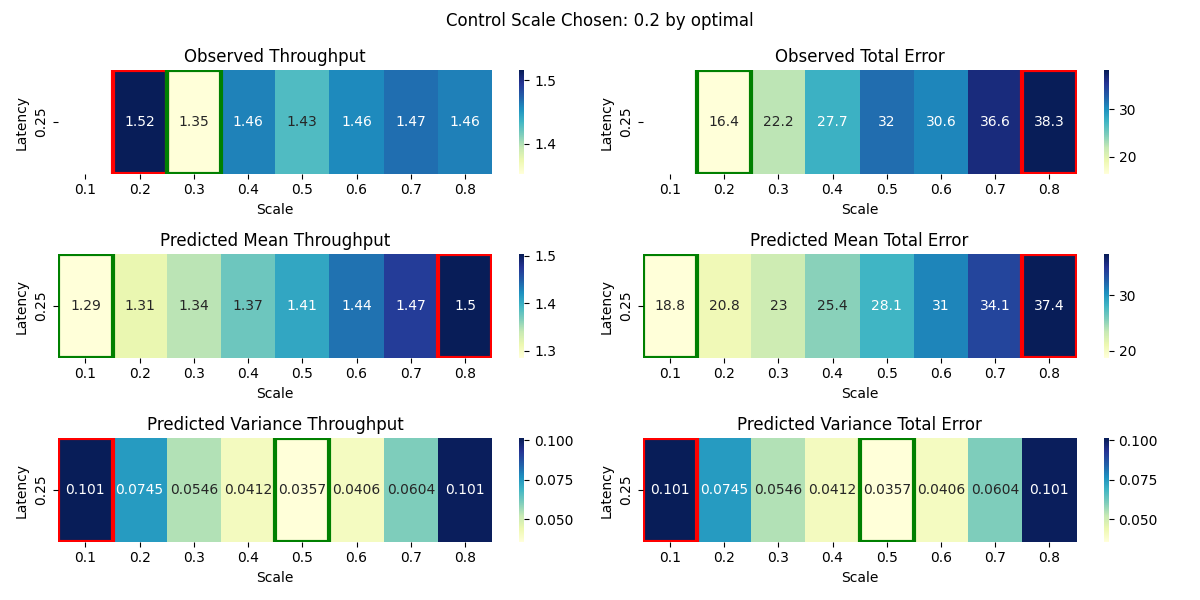 Control Scale Chosen: 0.2 by optimal
Observed Throughput
Latency
0.25
1.52 1.35 1.46 1.43 1.46 1.47 1.46
0.1 0.2 0.3 0.4 0.5 0.6 0.7 0.8
Scale
1.5
1.4
Observed Total Error
Latency
0.25
16.4 22.2 27.7 32 30.6 36.6 38.3
0.1 0.2 0.3 0.4 0.5 0.6 0.7 0.8
Scale
30
20
Predicted Mean Throughput
Latency
0.25
1.29 1.31 1.34 1.37 1.41 1.44 1.47 1.5
0.1 0.2 0.3 0.4 0.5 0.6 0.7 0.8
Scale
1.5
1.4
1.3
Predicted Mean Total Error
Latency
0.25
18.8 20.8 23 25.4 28.1 31 34.1 37.4
0.1 0.2 0.3 0.4 0.5 0.6 0.7 0.8
Scale
30
20
Predicted Variance Throughput
Latency
0.25
0.101 0.0745 0.0546 0.0412 0.0357 0.0406 0.0604 0.101
0.1 0.2 0.3 0.4 0.5 0.6 0.7 0.8
Scale
0.100
0.075
0.050
Predicted Variance Total Error
Latency
0.25
0.101 0.0745 0.0546 0.0412 0.0357 0.0406 0.0604 0.101
0.1 0.2 0.3 0.4 0.5 0.6 0.7 0.8
Scale
0.100
0.075
0.050